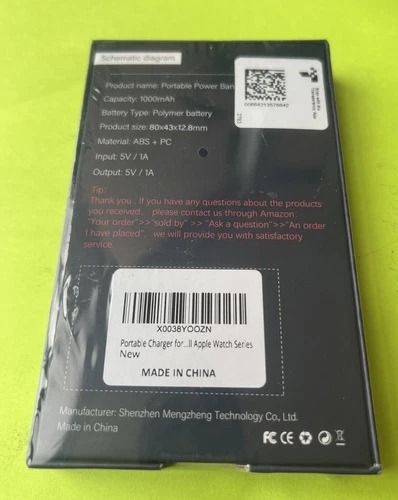 Schematic diagram
Product name: Portable Power Ban
Capacity: 1000mAh
Battery Type: Polymer battery
Product size: 80x43x12.8mm
Material: ABS + PC
Input: 5V / 1A
Output: 5V / 1A
Tip:
Thank you . If you have any questions about the products
you received, please contact us through Amazon.
"Your order">>"sold by" >> "Ask a question">>"An order
I have placed", we will provide you with satisfactory
service.
X0038YOOZN
Portable Charger for...ll Apple Watch Series
New
MADE IN CHINA
Manufacturer: Shenzhen Mengzheng Technology Co., Ltd.
Made in China
CE FC